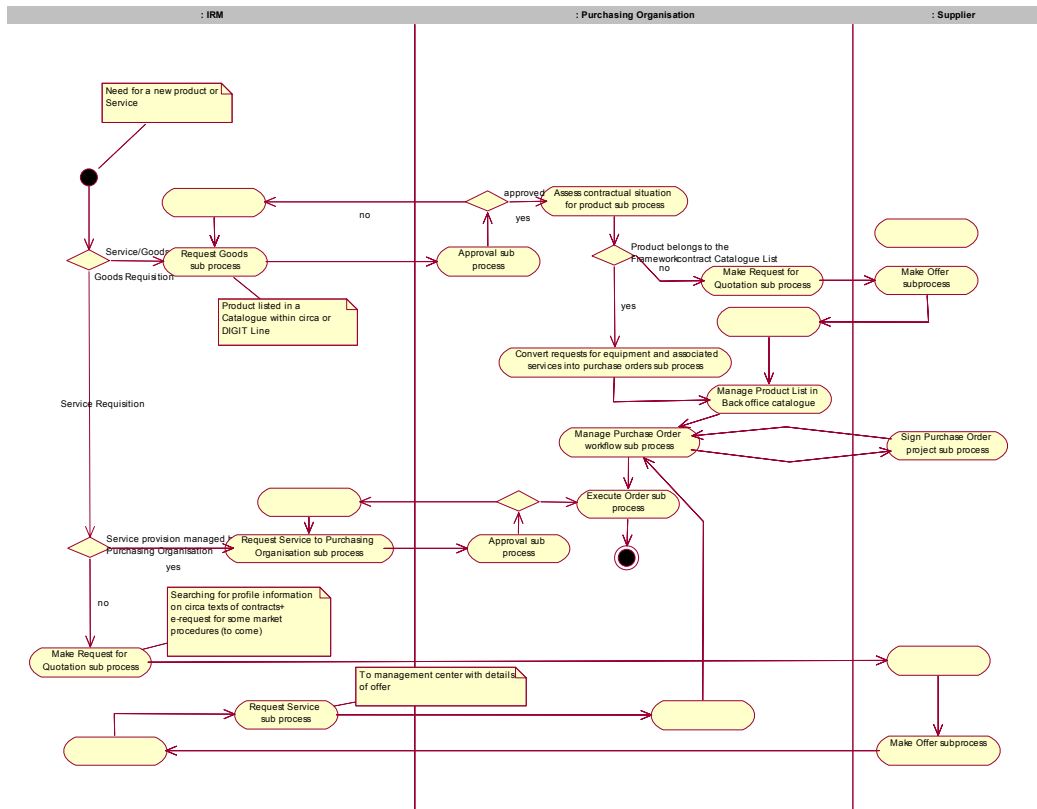 : IRM
: Purchasing Organisation
: Supplier
Need for a new product or
Service
approved
Assess contractual situation
for product sub process
yes
no
Service/Goods
Goods Requisition
Request Goods
sub process
Approval sub
process
Product belongs to the
Frameworkcontract Catalogue List
no
Make Request for
Quotation sub process
Make Offer
subprocess
Product listed in a
Catalogue within circa or
DIGIT Line
yes
Convert requests for equipment and associated
services into purchase orders sub process
Manage Product List in
Back office catalogue
Service Requisition
Manage Purchase Order
workflow sub process
Sign Purchase Order
project sub process
Execute Order sub
process
Service provision managed
Purchasing Organisation
yes
Request Service to Purchasing
Organisation sub process
Approval sub
process
no
Searching for profile information
on circa texts of contracts+
e-request for some market
procedures (to come)
Make Request for
Quotation sub process
To management center with details
of offer
Request Service
sub process
Make Offer subprocess